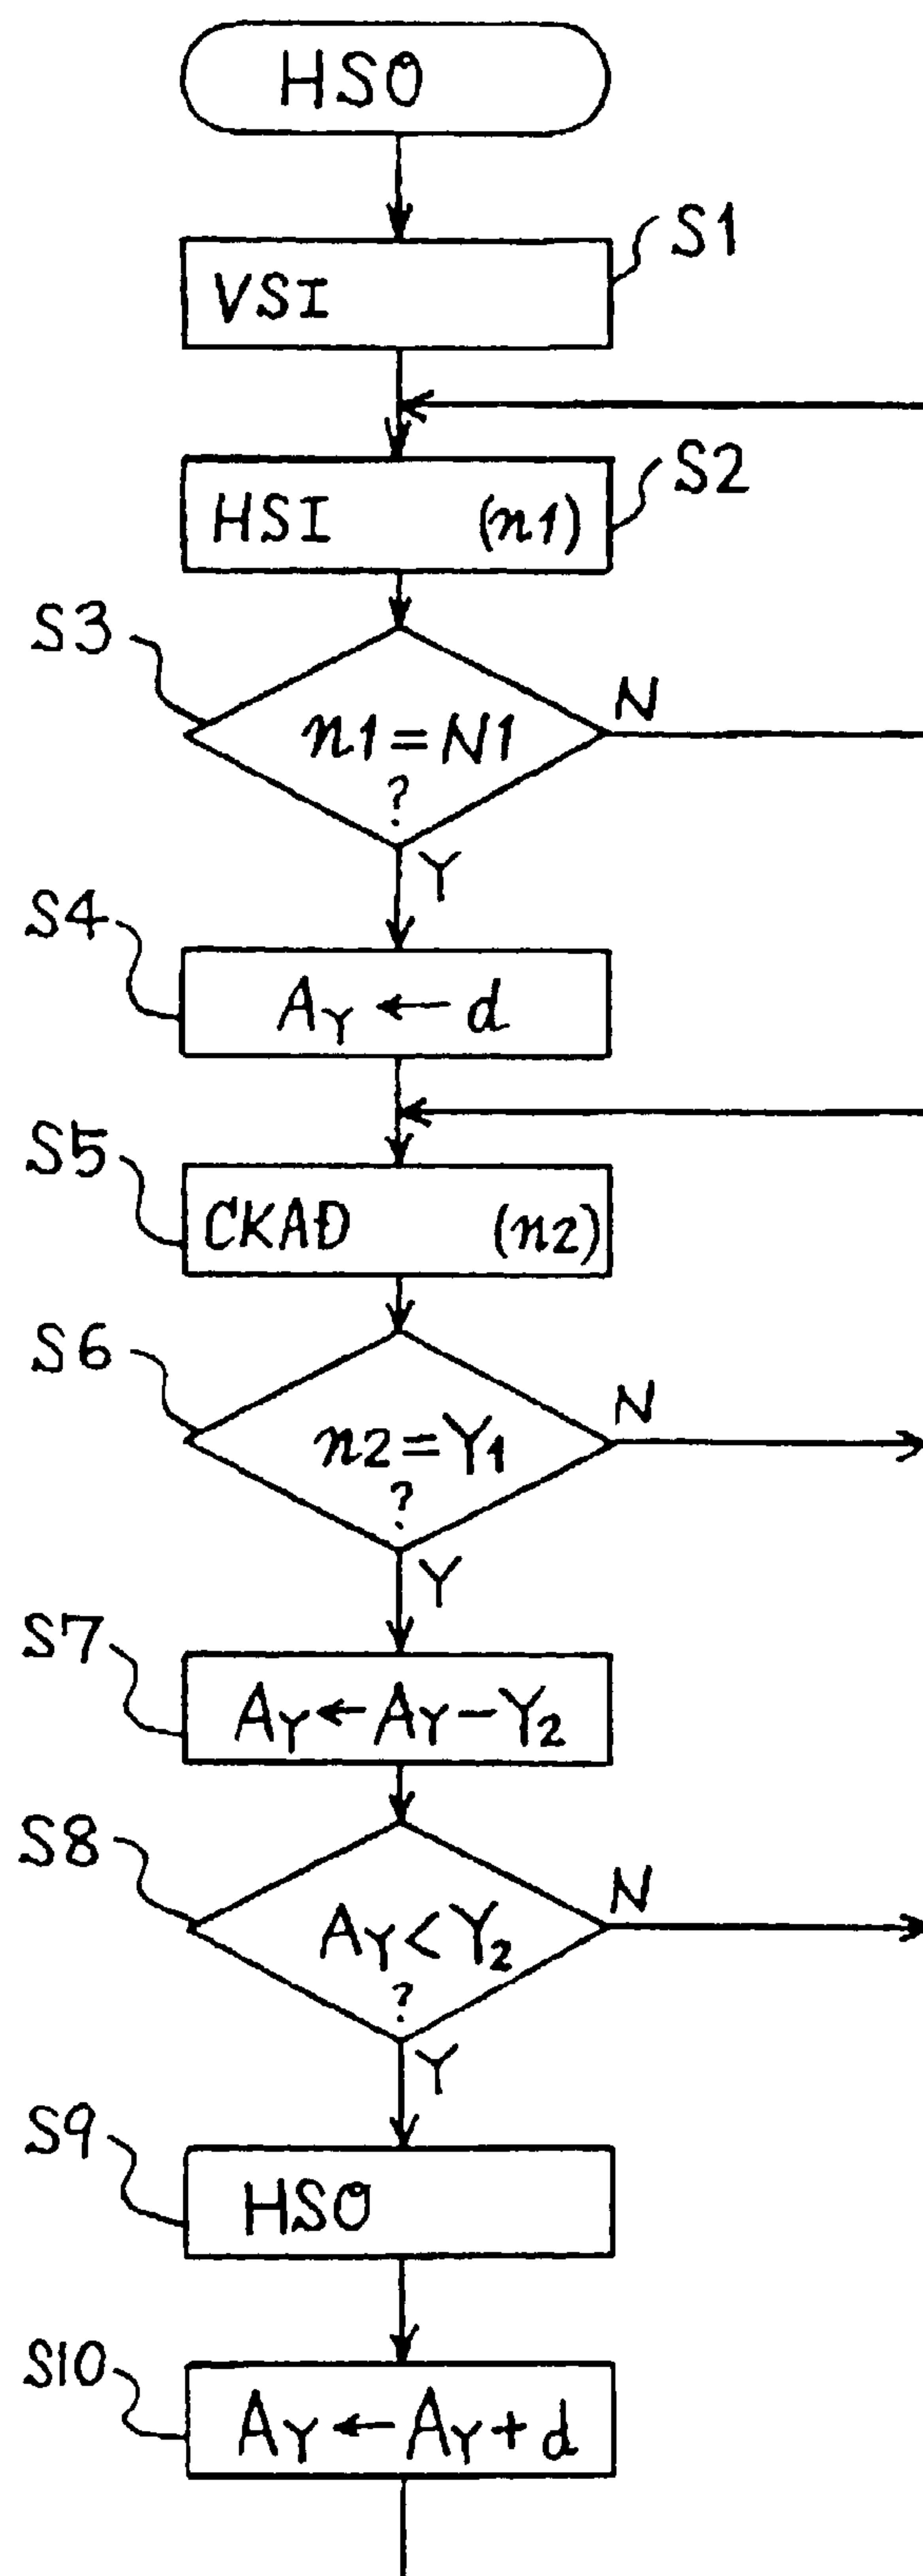 HSO
VSI
S1
HSI (n1)
S2
S3
n1=N1
?
N
Y
S4
AY ← d
S5
CKAD (n2)
S6
n2=Y1
?
N
Y
S7
AY ← AY − Y2
S8
AY < Y2
?
N
Y
S9
HSO
S10
AY ← AY + d